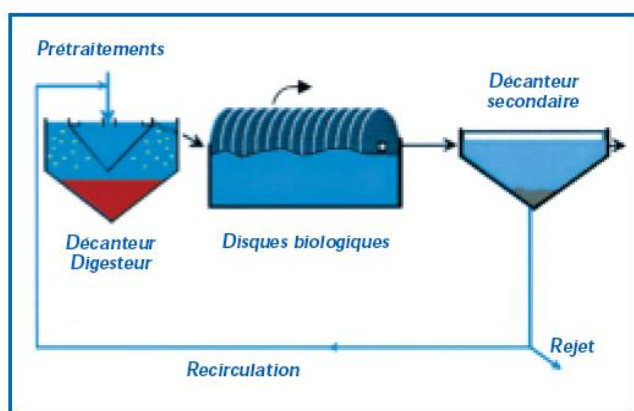 Prétraitements
Décanteur
secondaire
Décanteur
Digesteur
Disques biologiques
Rejet
Recirculation